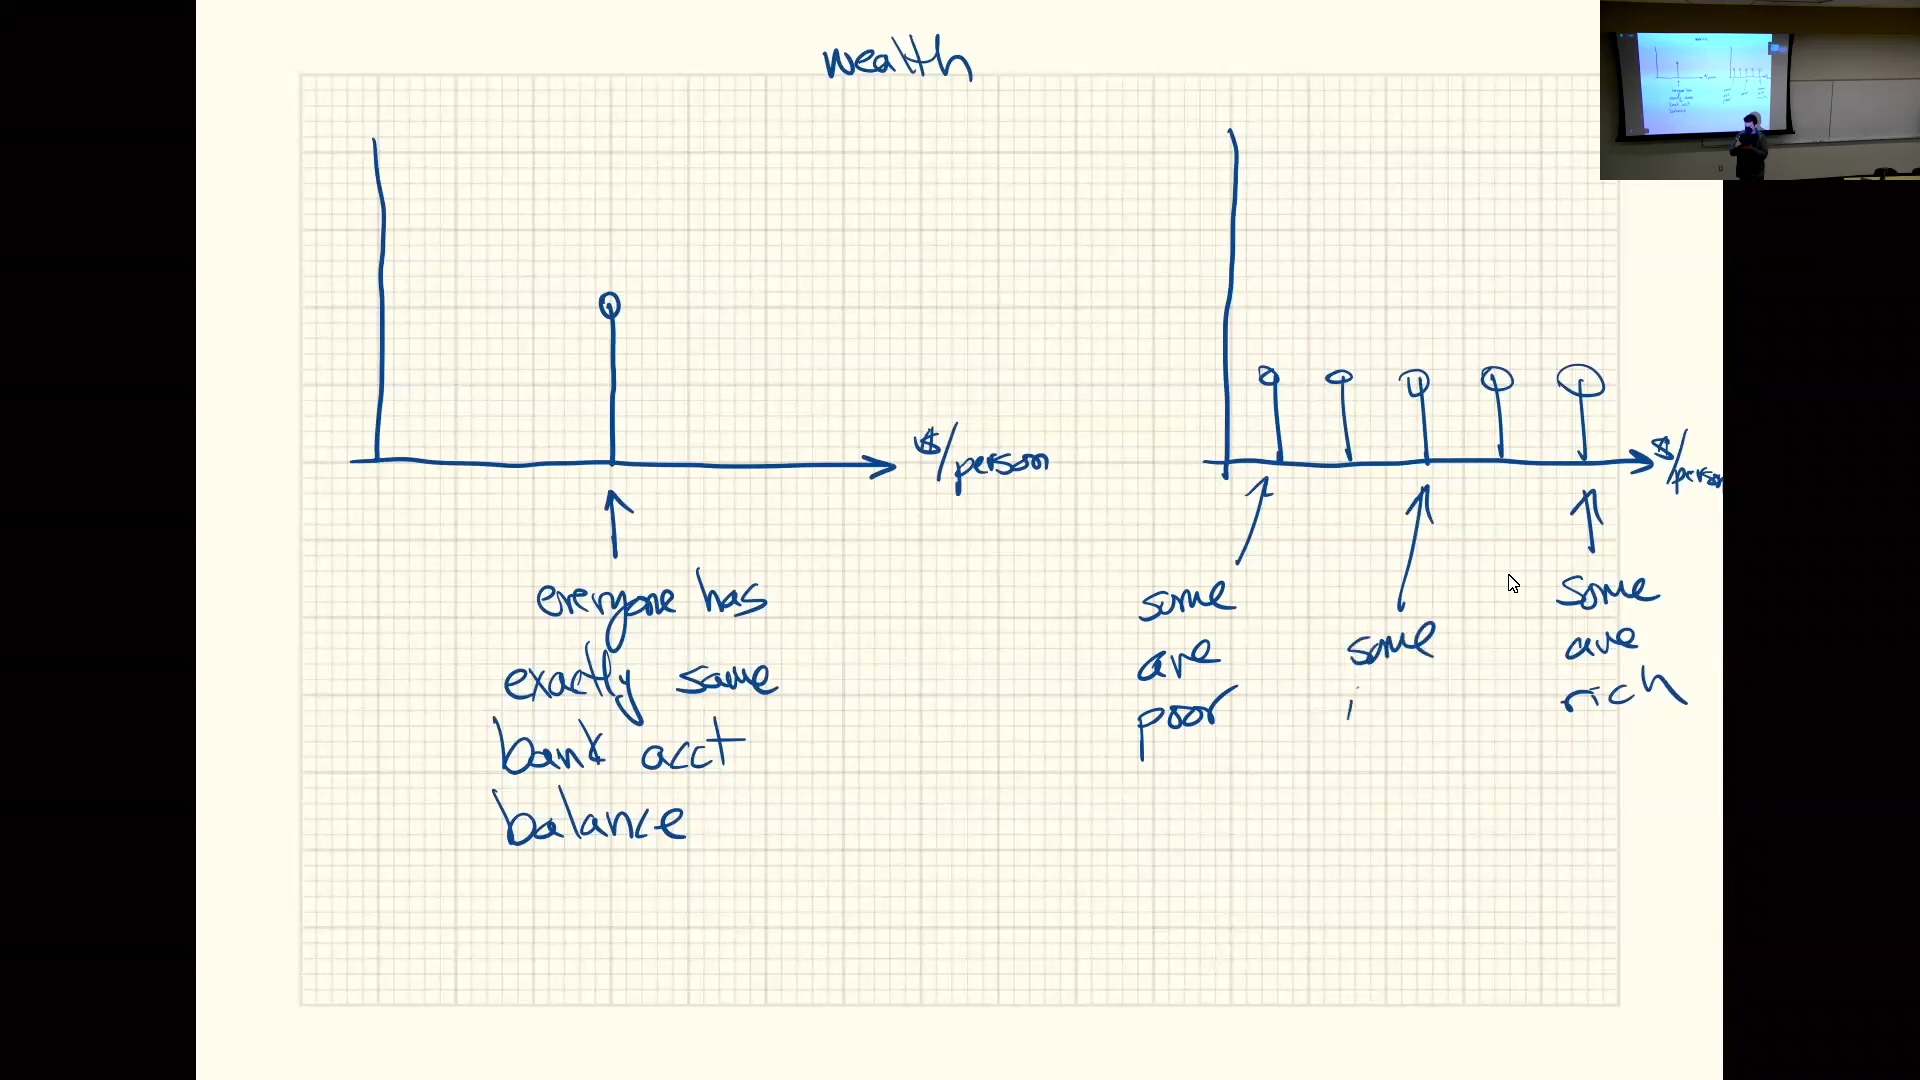 wealth
$/person
everyone has
exactly same
bank acct
balance
$/person
some
are
poor
some
i
some
are
rich